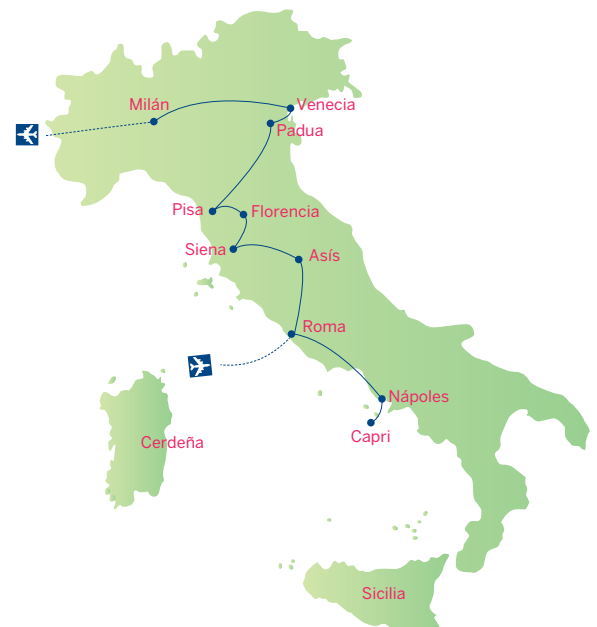 Milán
Venecia
Padua
Pisa
Florencia
Siena
Asís
Roma
Nápoles
Capri
Cerdeña
Sicilia